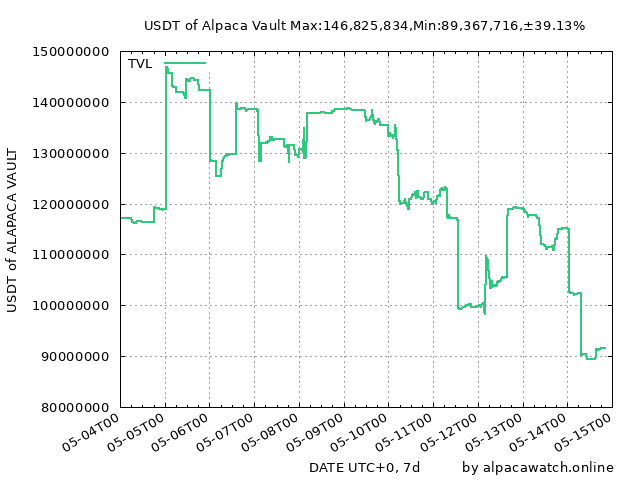 USDT of Alpaca Vault Max:146,825,834,Min:89,367,716,±39.13%
150000000
TVL
140000000
130000000
120000000
110000000
100000000
90000000
80000000
USDT of ALAPACA VAULT
05-04T00
05-05T00
05-06T00
05-07T00
05-08T00
05-09T00
05-10T00
05-11T00
05-12T00
05-13T00
05-14T00
05-15T00
DATE UTC+0, 7d
by alpacawatch.online